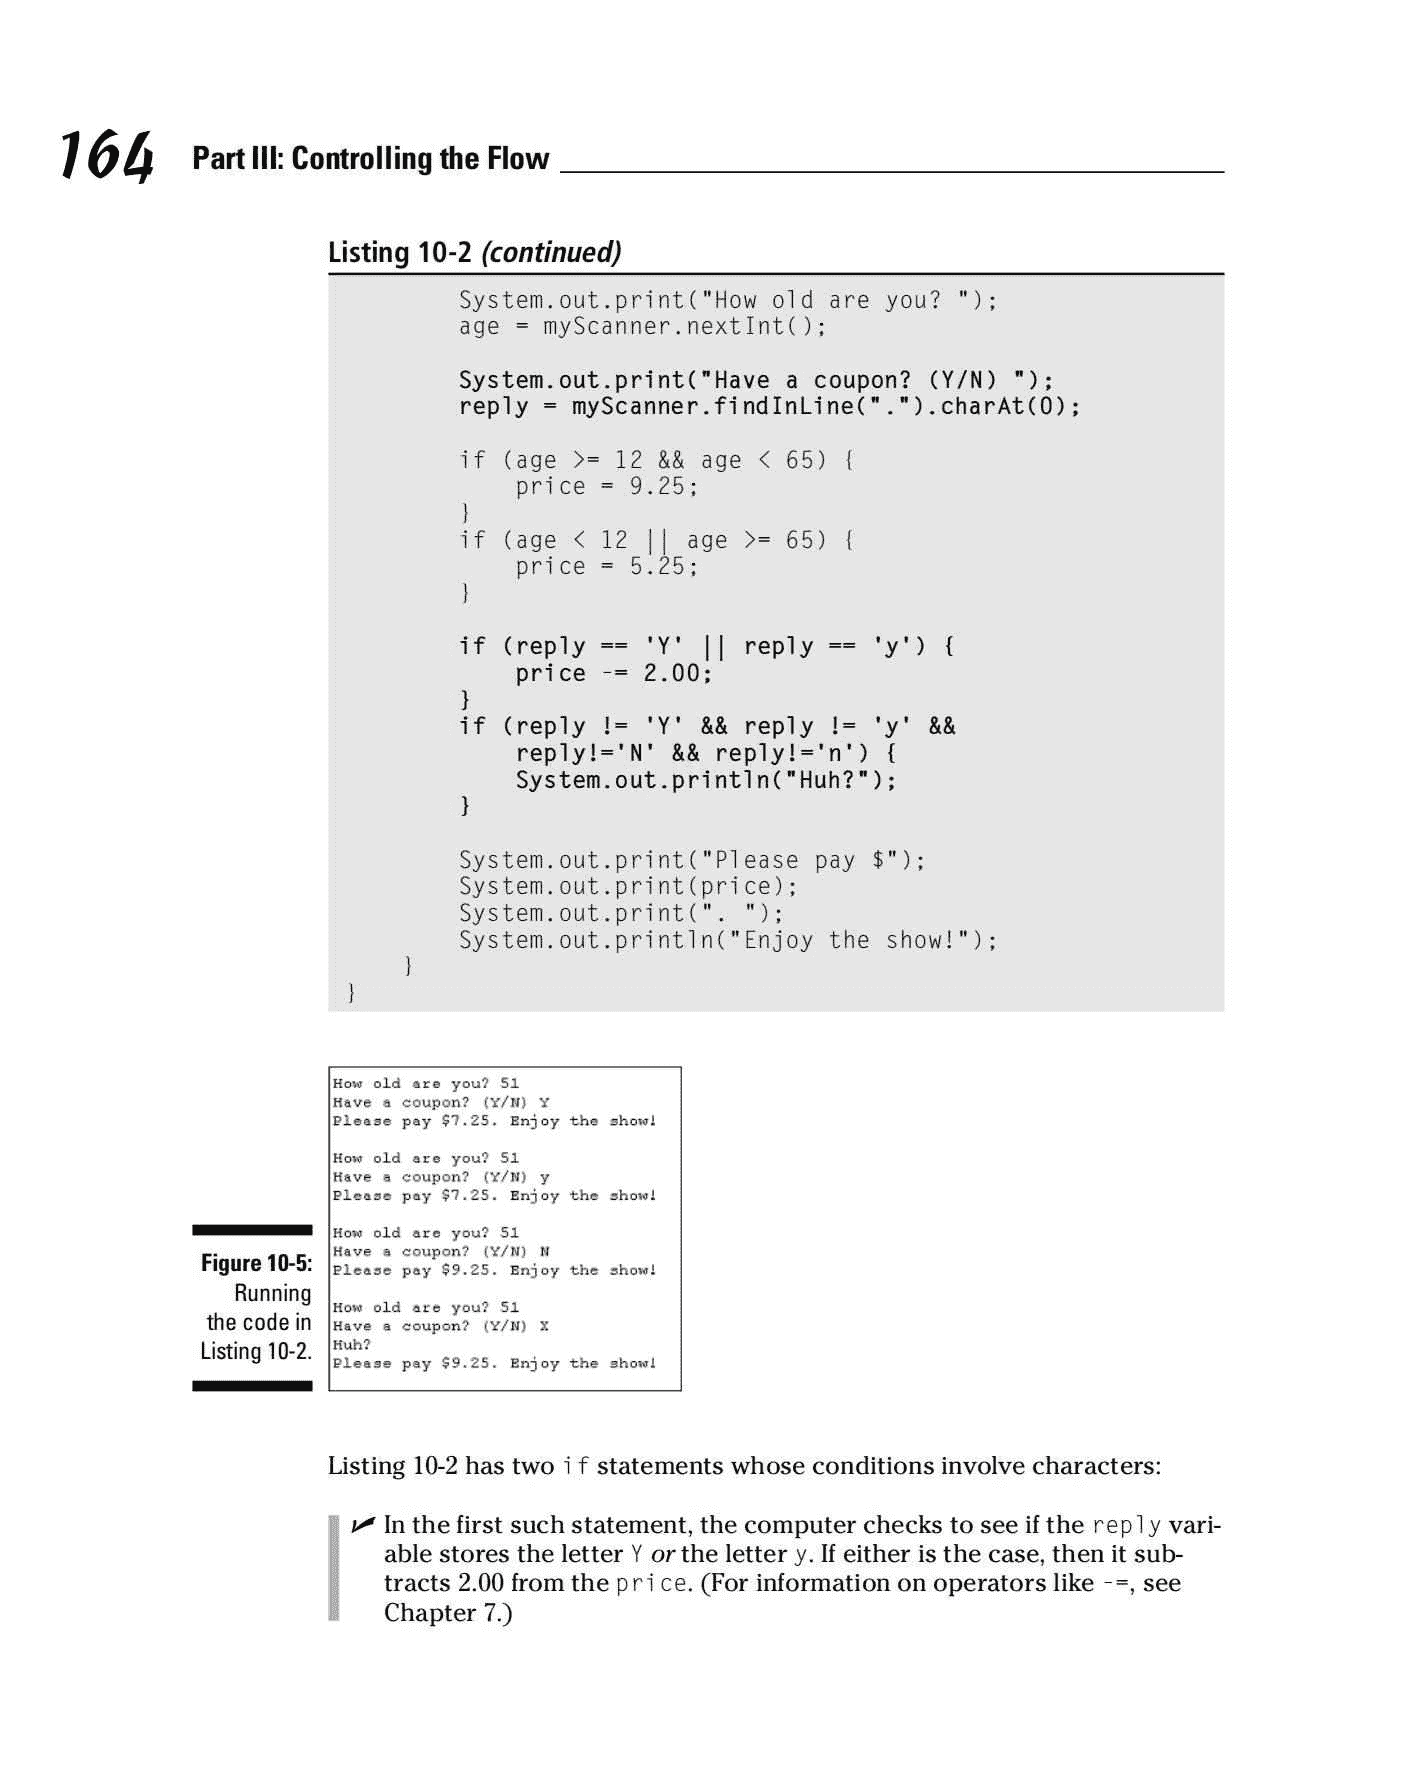 164 Part III: Controlling the Flow
Listing 10-2 (continued)
        System.out.print("How old are you? ");
        age = myScanner.nextInt();

        System.out.print("Have a coupon? (Y/N) ");
        reply = myScanner.findInLine(".").charAt(0);

        if (age >= 12 && age < 65) {
            price = 9.25;
        }
        if (age < 12 || age >= 65) {
            price = 5.25;
        }

        if (reply == 'Y' || reply == 'y') {
            price -= 2.00;
        }
        if (reply != 'Y' && reply != 'y' &&
            reply!='N' && reply!='n') {
            System.out.println("Huh?");
        }

        System.out.print("Please pay $");
        System.out.print(price);
        System.out.print(". ");
        System.out.println("Enjoy the show!");
    }
}
How old are you? 51
Have a coupon? (Y/N) Y
Please pay $7.25. Enjoy the show!

How old are you? 51
Have a coupon? (Y/N) y
Please pay $7.25. Enjoy the show!

How old are you? 51
Have a coupon? (Y/N) N
Please pay $9.25. Enjoy the show!

How old are you? 51
Have a coupon? (Y/N) X
Huh?
Please pay $9.25. Enjoy the show!
Figure 10-5:
Running
the code in
Listing 10-2.
Listing 10-2 has two if statements whose conditions involve characters:
✓ In the first such statement, the computer checks to see if the reply vari-
able stores the letter Y or the letter y. If either is the case, then it sub-
tracts 2.00 from the price. (For information on operators like -=, see
Chapter 7.)